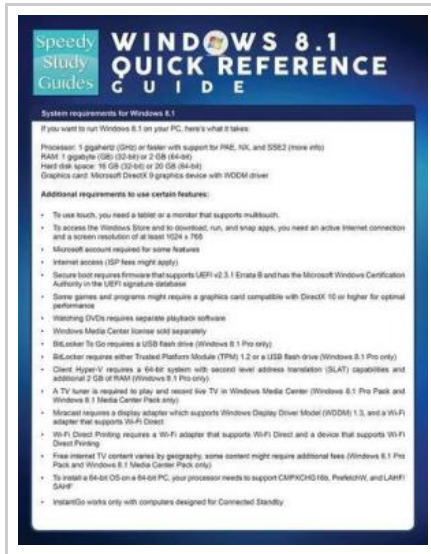 Speedy
Study
Guides
WINDOWS 8.1
QUICK REFERENCE
GUIDE
System requirements for Windows 8.1
If you want to run Windows 8.1 on your PC, here's what it takes:
Processor: 1 gigahertz (GHz) or faster with support for PAE, NX, and SSE2 (more info)
RAM: 1 gigabyte (GB) (32-bit) or 2 GB (64-bit)
Hard disk space: 16 GB (32-bit) or 20 GB (64-bit)
Graphics card: Microsoft DirectX 9 graphics device with WDDM driver
Additional requirements to use certain features:
• To use touch, you need a tablet or a monitor that supports multitouch.
• To access the Windows Store and to download, run, and snap apps, you need an active Internet connection
and a screen resolution of at least 1024 x 768
• Microsoft account required for some features
• Internet access (ISP fees might apply)
• Secure boot requires firmware that supports UEFI v2.3.1 Errata B and has the Microsoft Windows Certification
Authority in the UEFI signature database
• Some games and programs might require a graphics card compatible with DirectX 10 or higher for optimal
performance
• Watching DVDs requires separate playback software
• Windows Media Center license sold separately
• BitLocker To Go requires a USB flash drive (Windows 8.1 Pro only)
• BitLocker requires either Trusted Platform Module (TPM) 1.2 or a USB flash drive (Windows 8.1 Pro only)
• Client Hyper-V requires a 64-bit system with second level address translation (SLAT) capabilities and
additional 2 GB of RAM (Windows 8.1 Pro only)
• A TV tuner is required to play and record live TV in Windows Media Center (Windows 8.1 Pro Pack and
Windows 8.1 Media Center Pack only)
• Miracast requires a display adapter which supports Windows Display Driver Model (WDDM) 1.3, and a Wi-Fi
adapter that supports Wi-Fi Direct
• Wi-Fi Direct Printing requires a Wi-Fi adapter that supports Wi-Fi Direct and a device that supports Wi-Fi
Direct Printing
• Free internet TV content varies by geography, some content might require additional fees (Windows 8.1 Pro
Pack and Windows 8.1 Media Center Pack only)
• To install a 64-bit OS on a 64-bit PC, your processor needs to support CMPXCHG16b, PrefetchW, and LAHF/
SAHF
• InstantGo works only with computers designed for Connected Standby